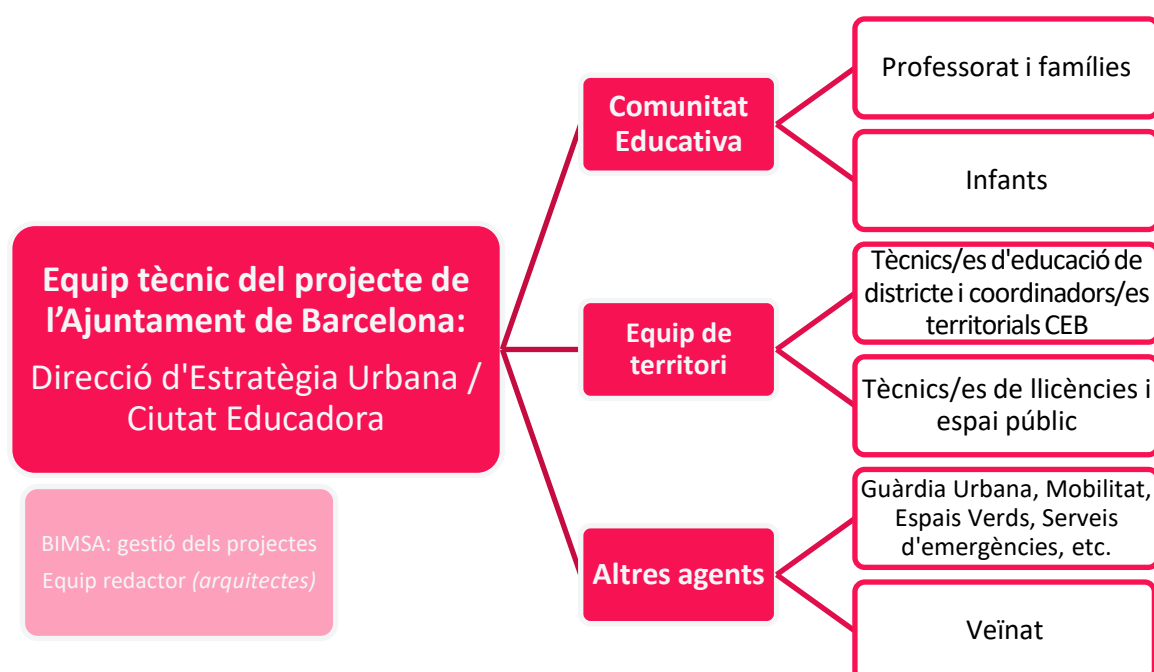 Equip tècnic del projecte de
l'Ajuntament de Barcelona:
Direcció d'Estratègia Urbana /
Ciutat Educadora
BIMSA: gestió dels projectes
Equip redactor (arquitectes)
Comunitat
Educativa
Professorat i famílies
Infants
Equip de
territori
Tècnics/es d'educació de
districte i coordinadors/es
territorials CEB
Tècnics/es de llicències i
espai públic
Altres agents
Guàrdia Urbana, Mobilitat,
Espais Verds, Serveis
d'emergències, etc.
Veïnat